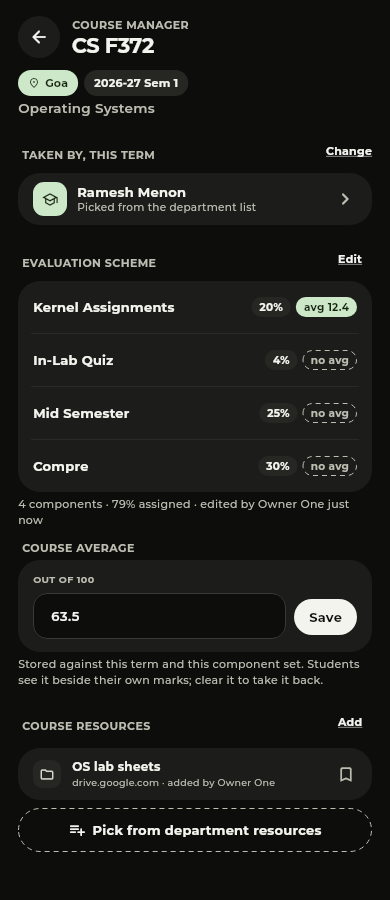 COURSE MANAGER
CS F372
Goa
2026-27 Sem 1
Operating Systems
TAKEN BY, THIS TERM
Change
Ramesh Menon
Picked from the department list
EVALUATION SCHEME
Edit
Kernel Assignments
20%
avg 12.4
In-Lab Quiz
4%
no avg
Mid Semester
25%
no avg
Compre
30%
no avg
4 components · 79% assigned · edited by Owner One just
now
COURSE AVERAGE
OUT OF 100
63.5
Save
Stored against this term and this component set. Students
see it beside their own marks; clear it to take it back.
COURSE RESOURCES
Add
OS lab sheets
drive.google.com · added by Owner One
Pick from department resources